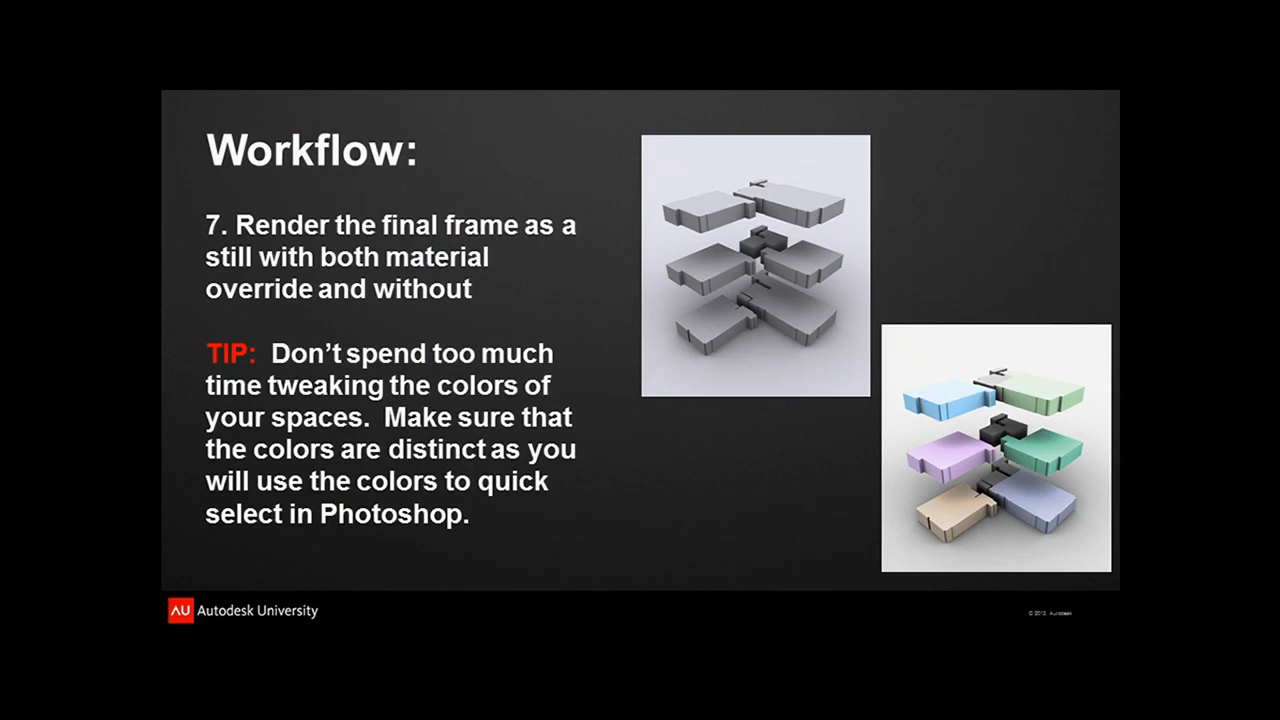 Workflow:
7. Render the final frame as a
still with both material
override and without
TIP: Don't spend too much
time tweaking the colors of
your spaces. Make sure that
the colors are distinct as you
will use the colors to quick
select in Photoshop.
AU Autodesk University
© 2012 Autodesk